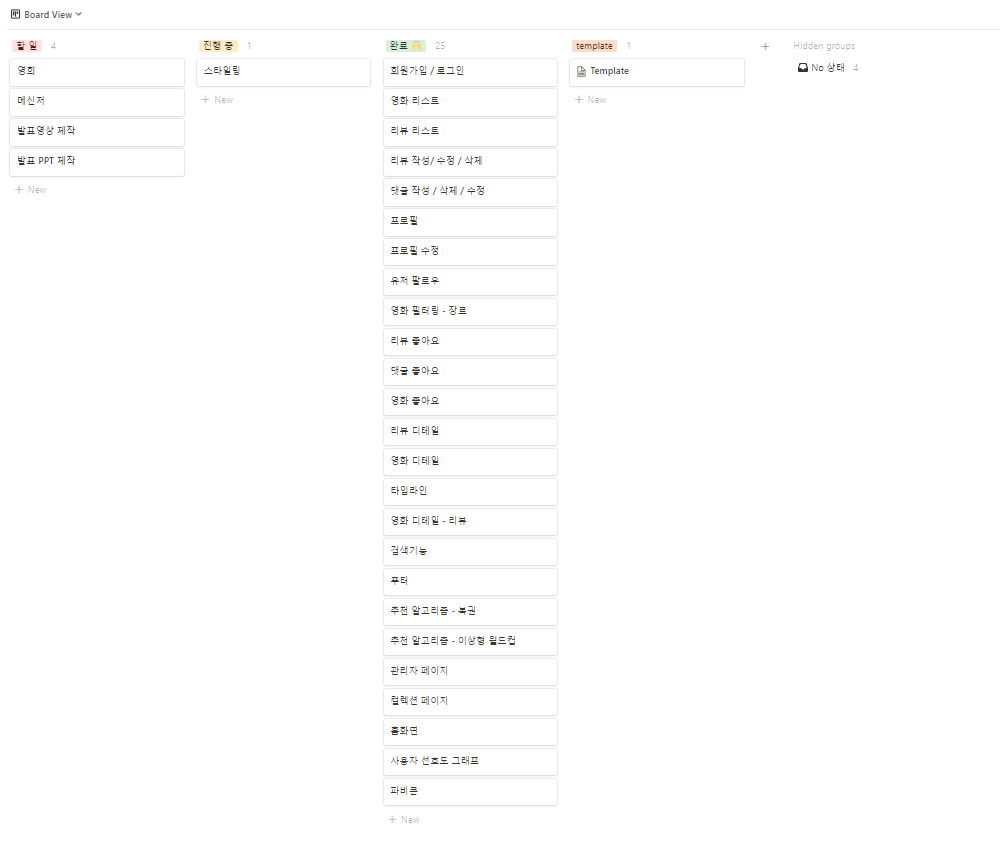 Board View
할 일 4
영화
메신저
발표영상 제작
발표 PPT 제작
+ New
진행 중 1
스타일링
+ New
완료 🙌 25
회원가입 / 로그인
영화 리스트
리뷰 리스트
리뷰 작성/ 수정 / 삭제
댓글 작성 / 삭제 / 수정
프로필
프로필 수정
유저 팔로우
영화 필터링 - 장르
리뷰 좋아요
댓글 좋아요
영화 좋아요
리뷰 디테일
영화 디테일
타임라인
영화 디테일 - 리뷰
검색기능
푸터
추천 알고리즘 - 복권
추천 알고리즘 - 이상형 월드컵
관리자 페이지
컬렉션 페이지
홈화면
사용자 선호도 그래프
파비콘
+ New
template 1
Template
+ New
+
Hidden groups
No 상태 4